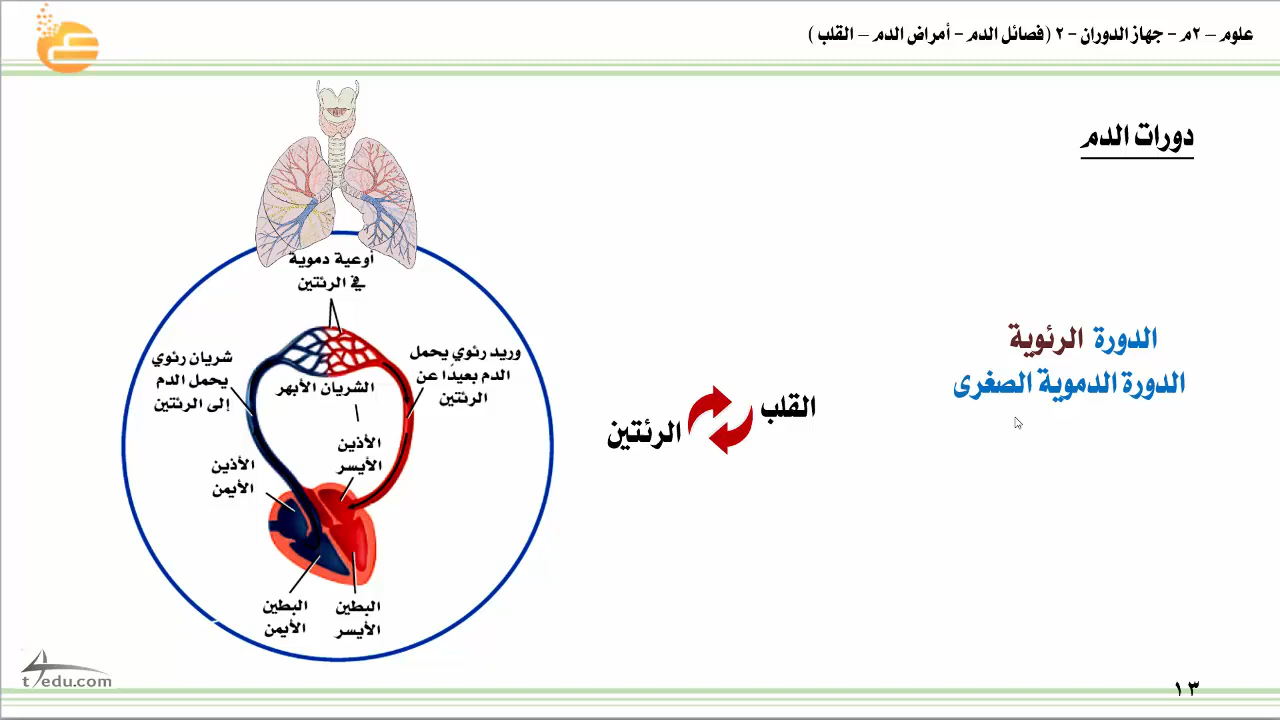 علوم – ٢م – جهاز الدوران – ٢ ( فصائل الدم – أمراض الدم – القلب )
دورات الدم
الدورة الرئوية
الدورة الدموية الصغرى
القلب
الرئتين
أوعية دموية
في الرئتين
وريد رئوي يحمل
الدم بعيدًا عن
الرئتين
شريان رئوي
يحمل الدم
إلى الرئتين
الشريان الأبهر
الأذين
الأيسر
الأذين
الأيمن
البطين
الأيسر
البطين
الأيمن
t4edu.com
١٣